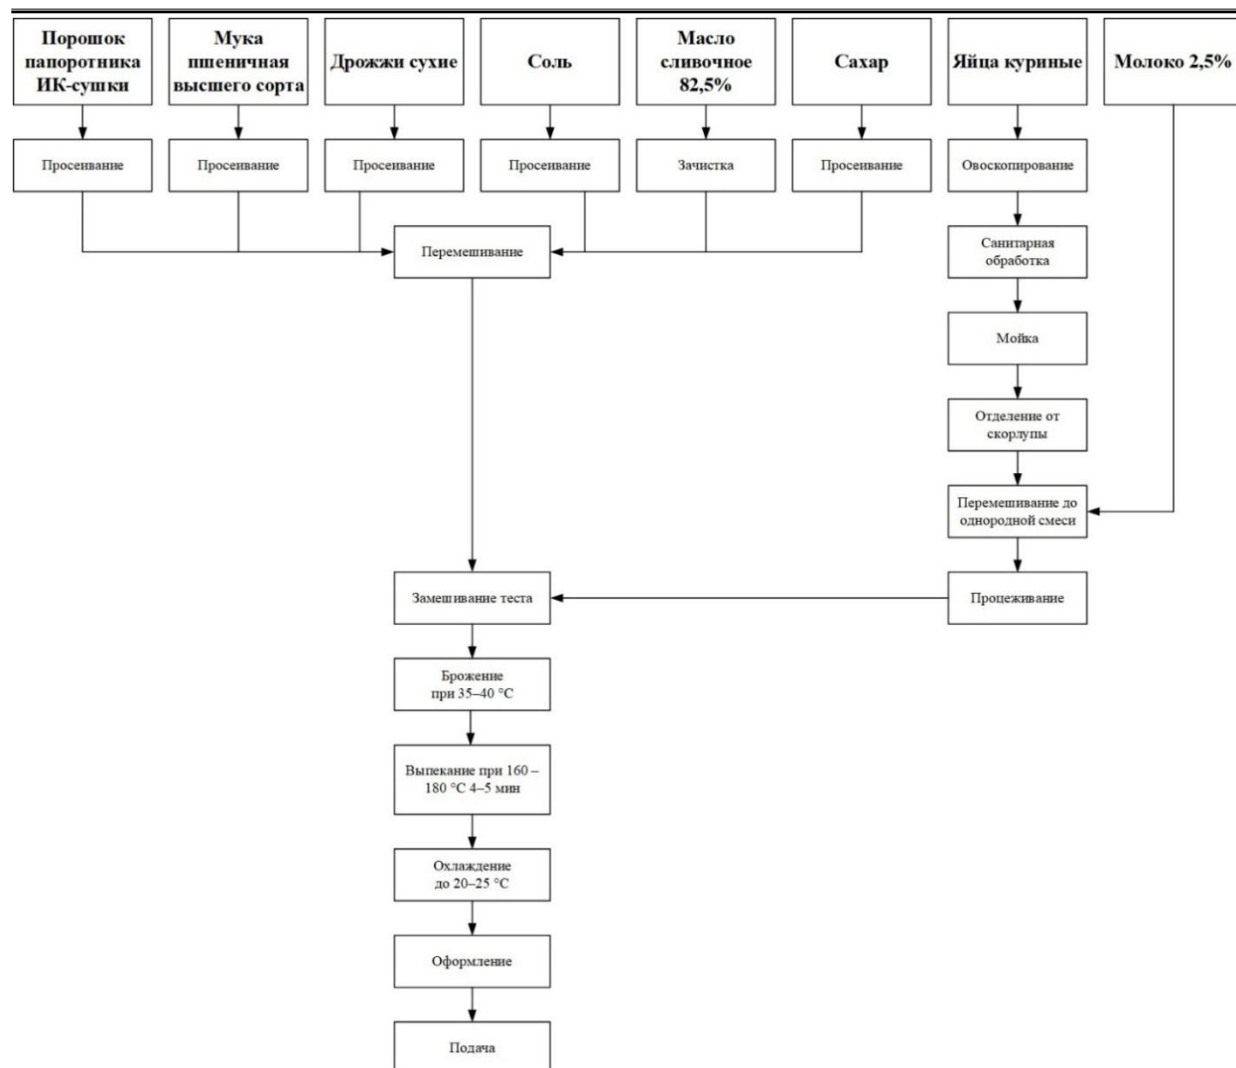 Порошок
папоротника
ИК-сушки
Мука
пшеничная
высшего сорта
Дрожжи сухие
Соль
Масло
сливочное
82,5%
Сахар
Яйца куриные
Молоко 2,5%
Просеивание
Просеивание
Просеивание
Просеивание
Зачистка
Просеивание
Овоскопирование
Перемешивание
Санитарная
обработка
Мойка
Отделение от
скорлупы
Перемешивание до
однородной смеси
Замешивание теста
Процеживание
Брожение
при 35–40 °C
Выпекание при 160 –
180 °C 4–5 мин
Охлаждение
до 20–25 °C
Оформление
Подача